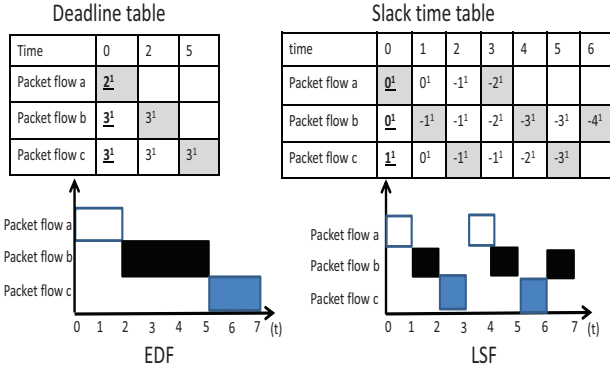 Deadline table
Time 0 2 5
Packet flow a 2¹
Packet flow b 3¹ 3¹
Packet flow c 3¹ 3¹ 3¹
Packet flow a
Packet flow b
Packet flow c
0 1 2 3 4 5 6 7 (t)
EDF
Slack time table
time 0 1 2 3 4 5 6
Packet flow a 0¹ 0¹ -1¹ -2¹
Packet flow b 0¹ -1¹ -1¹ -2¹ -3¹ -3¹ -4¹
Packet flow c 1¹ 0¹ -1¹ -1¹ -2¹ -3¹
Packet flow a
Packet flow b
Packet flow c
0 1 2 3 4 5 6 7 (t)
LSF